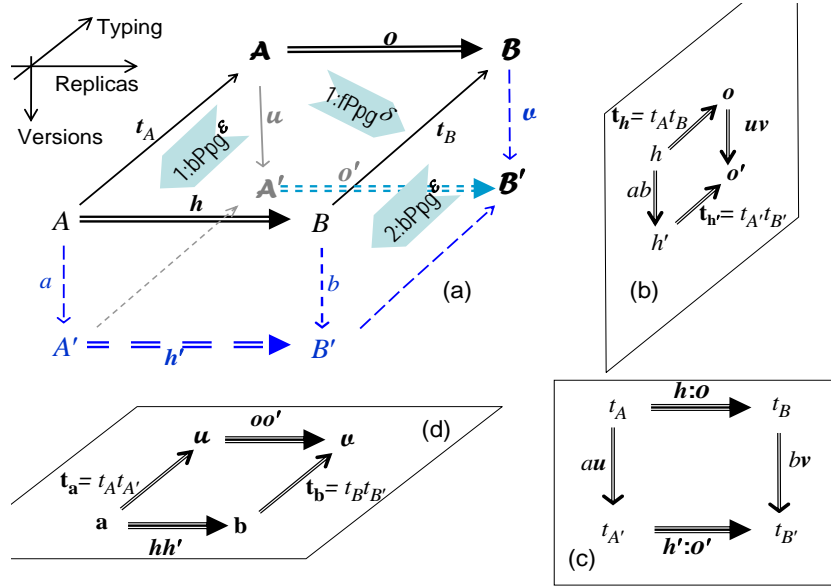 Typing
Replicas
Versions
𝓐 o 𝓑
t_A 1:bPpg ε u 1:fPpg δ t_B v
𝓐′ o′ 𝓑′
A h B 2:bPpg ε
a b (a)
A′ h′ B′
o
t_h = t_A t_B uv
h o′
ab
h′ t_h′ = t_A′ t_B′
(b)
u oo′ v (d)
t_a = t_A t_A′ t_b = t_B t_B′
a hh′ b
t_A h:o t_B
au bv
t_A′ h′:o′ t_B′
(c)